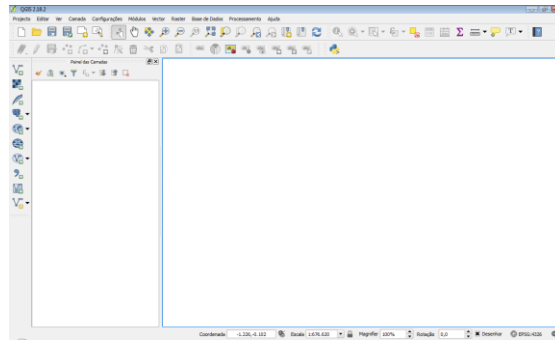 QGIS 2.18.2
Projecto Editar Ver Camada Configurações Módulos Vector Raster Base de Dados Processamento Ajuda
Painel das Camadas
Coordenada -1.228,-0.102 Escala 1:676.620 Magnifier 100% Rotação 0,0 Desenhar EPSG:4326